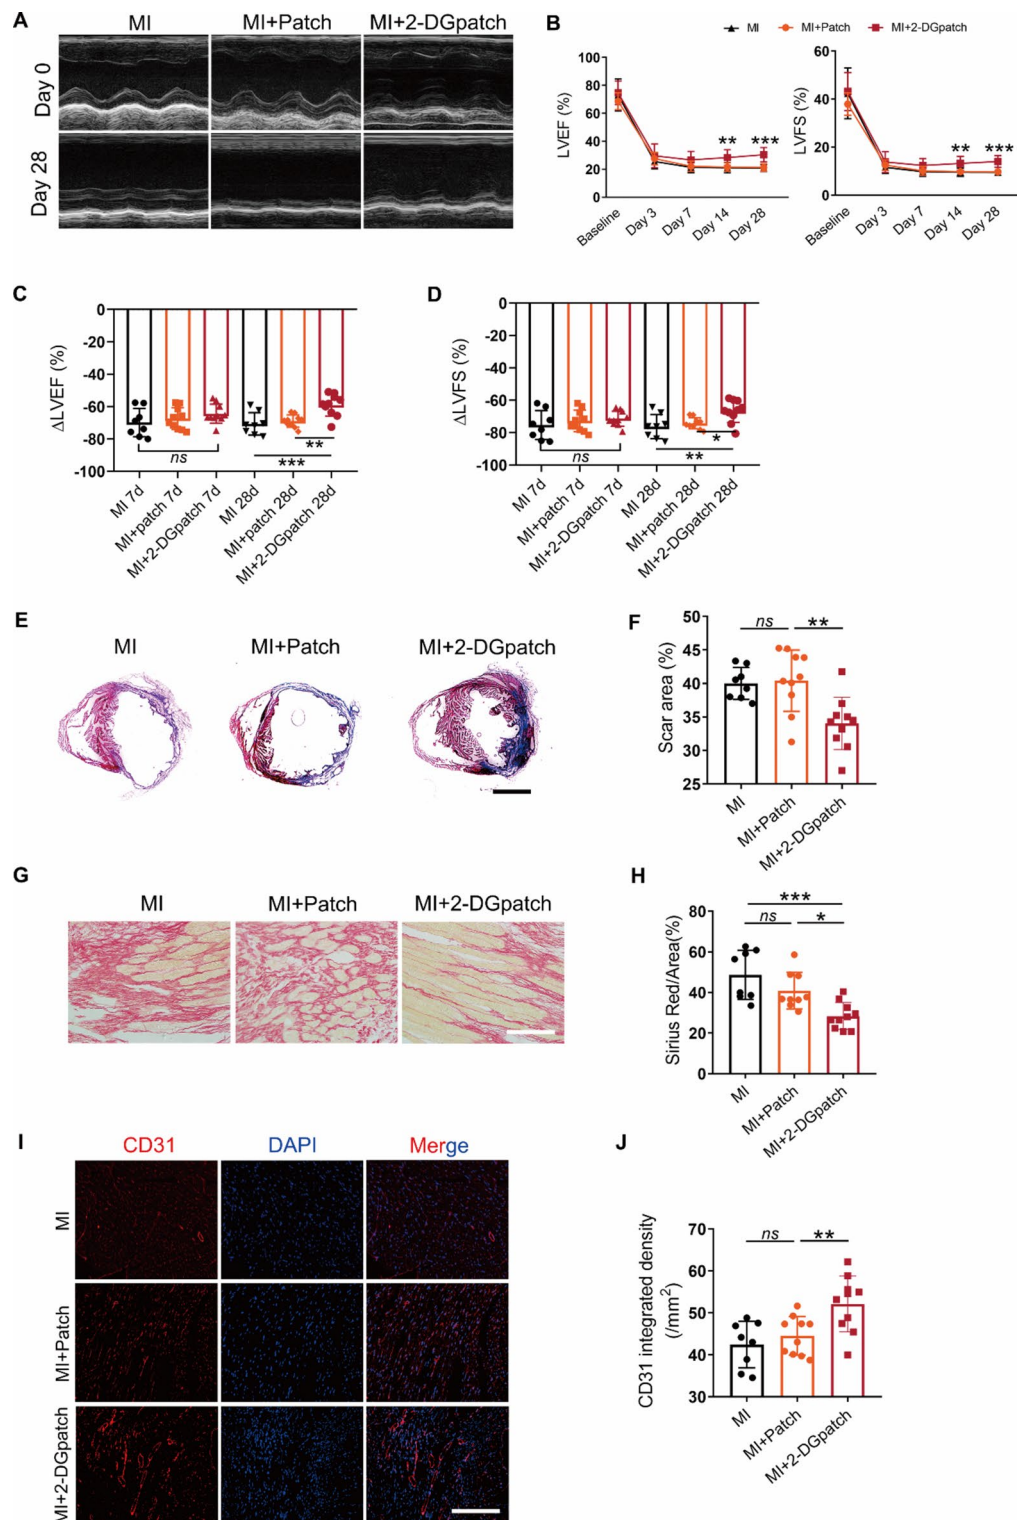 A
MI
MI+Patch
MI+2-DGpatch
Day 0
Day 28
B
MI
MI+Patch
MI+2-DGpatch
LVEF (%)
100
80
60
40
20
0
**
***
Baseline
Day 3
Day 7
Day 14
Day 28
LVFS (%)
60
40
20
0
**
***
Baseline
Day 3
Day 7
Day 14
Day 28
C
ΔLVEF (%)
0
-20
-40
-60
-80
-100
ns
**
***
MI 7d
MI+patch 7d
MI+2-DGpatch 7d
MI 28d
MI+patch 28d
MI+2-DGpatch 28d
D
ΔLVFS (%)
0
-20
-40
-60
-80
-100
ns
*
**
MI 7d
MI+patch 7d
MI+2-DGpatch 7d
MI 28d
MI+patch 28d
MI+2-DGpatch 28d
E
MI
MI+Patch
MI+2-DGpatch
F
Scar area (%)
50
45
40
35
30
25
ns
**
MI
MI+Patch
MI+2-DGpatch
G
MI
MI+Patch
MI+2-DGpatch
H
Sirius Red/Area(%)
80
60
40
20
0
***
ns
*
MI
MI+Patch
MI+2-DGpatch
I
CD31
DAPI
Merge
MI
MI+Patch
MI+2-DGpatch
J
CD31 integrated density
(/mm²)
70
60
50
40
30
ns
**
MI
MI+Patch
MI+2-DGpatch